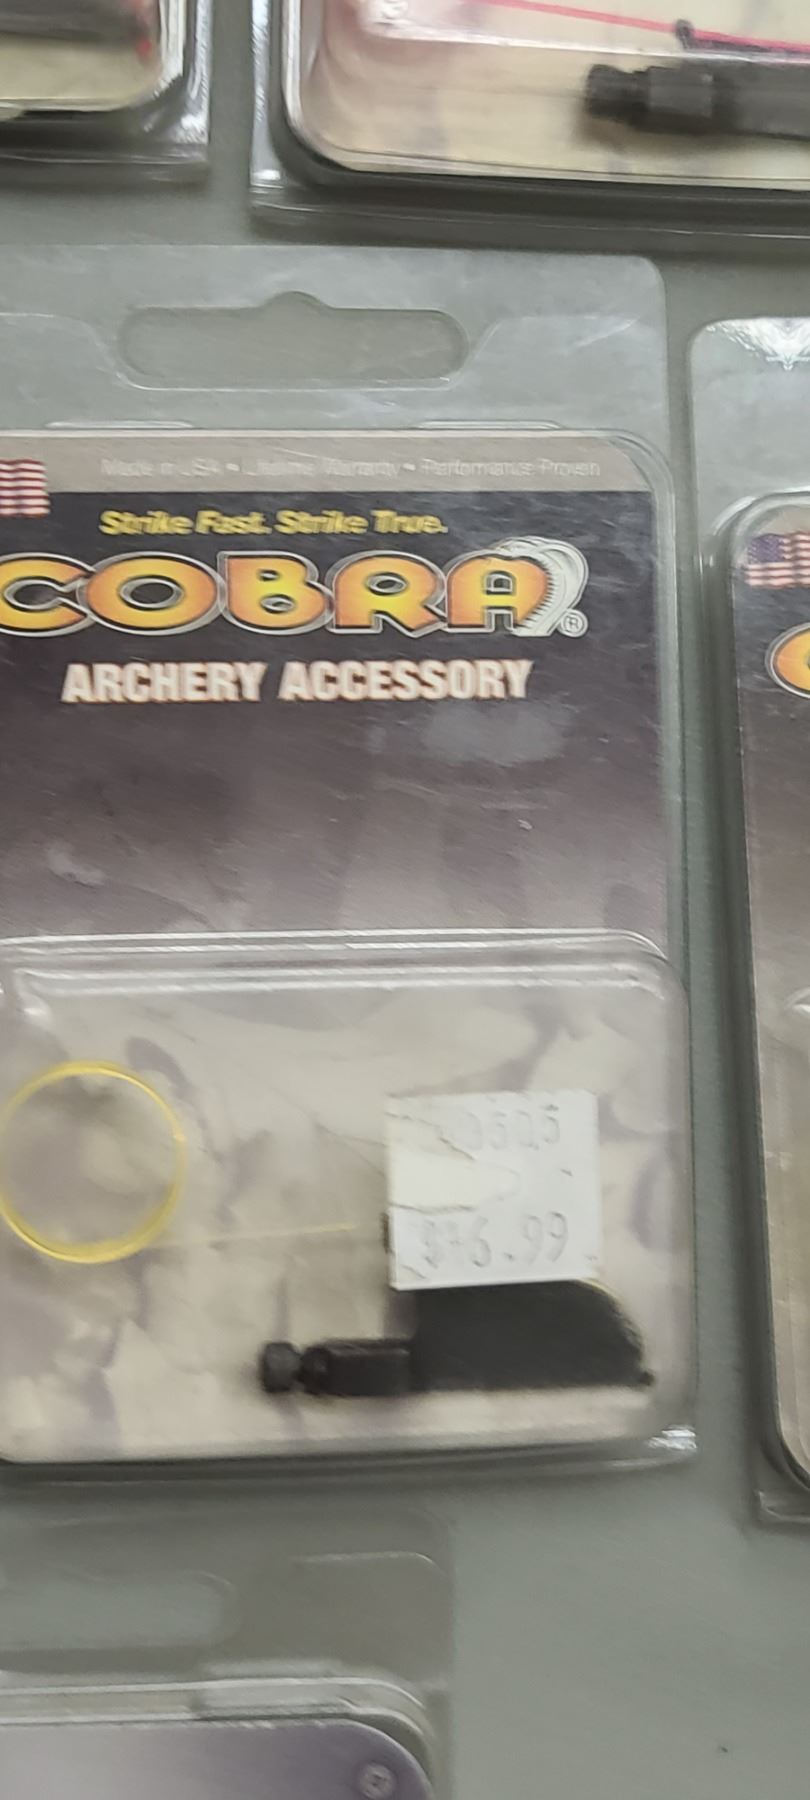 Made in USA • Lifetime Warranty • Performance Proven
Strike Fast. Strike True.
COBRA®
ARCHERY ACCESSORY